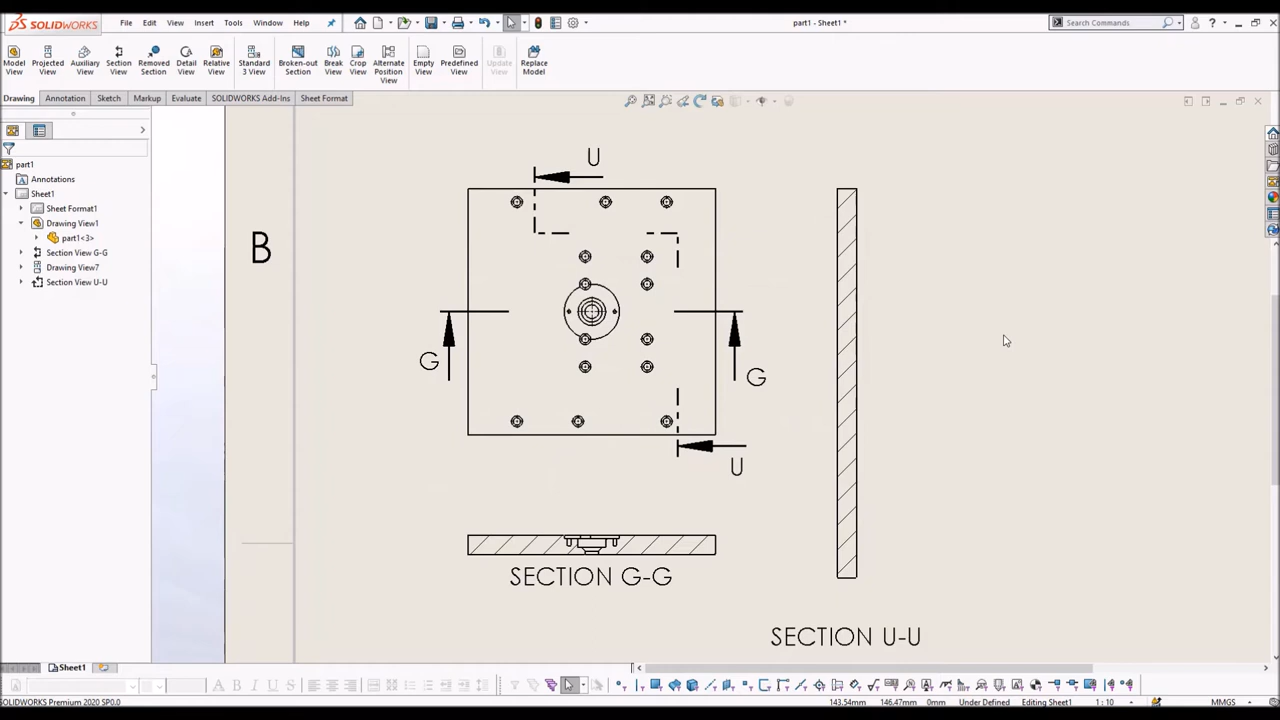 SOLIDWORKS File Edit View Insert Tools Window Help part1 - Sheet1 * Search Commands ?
Model View
Projected View
Auxiliary View
Section View
Removed Section
Detail View
Relative View
Standard 3 View
Broken-out Section
Break View
Crop View
Alternate Position View
Empty View
Predefined View
Update View
Replace Model
Drawing Annotation Sketch Markup Evaluate SOLIDWORKS Add-Ins Sheet Format
part1
Annotations
Sheet1
Sheet Format1
Drawing View1
part1<3>
Section View G-G
Drawing View7
Section View U-U
B
U
G
G
U
SECTION G-G
SECTION U-U
Sheet1
SOLIDWORKS Premium 2020 SP0.0 143.54mm 146.47mm 0mm Under Defined Editing Sheet1 1 : 10 MMGS